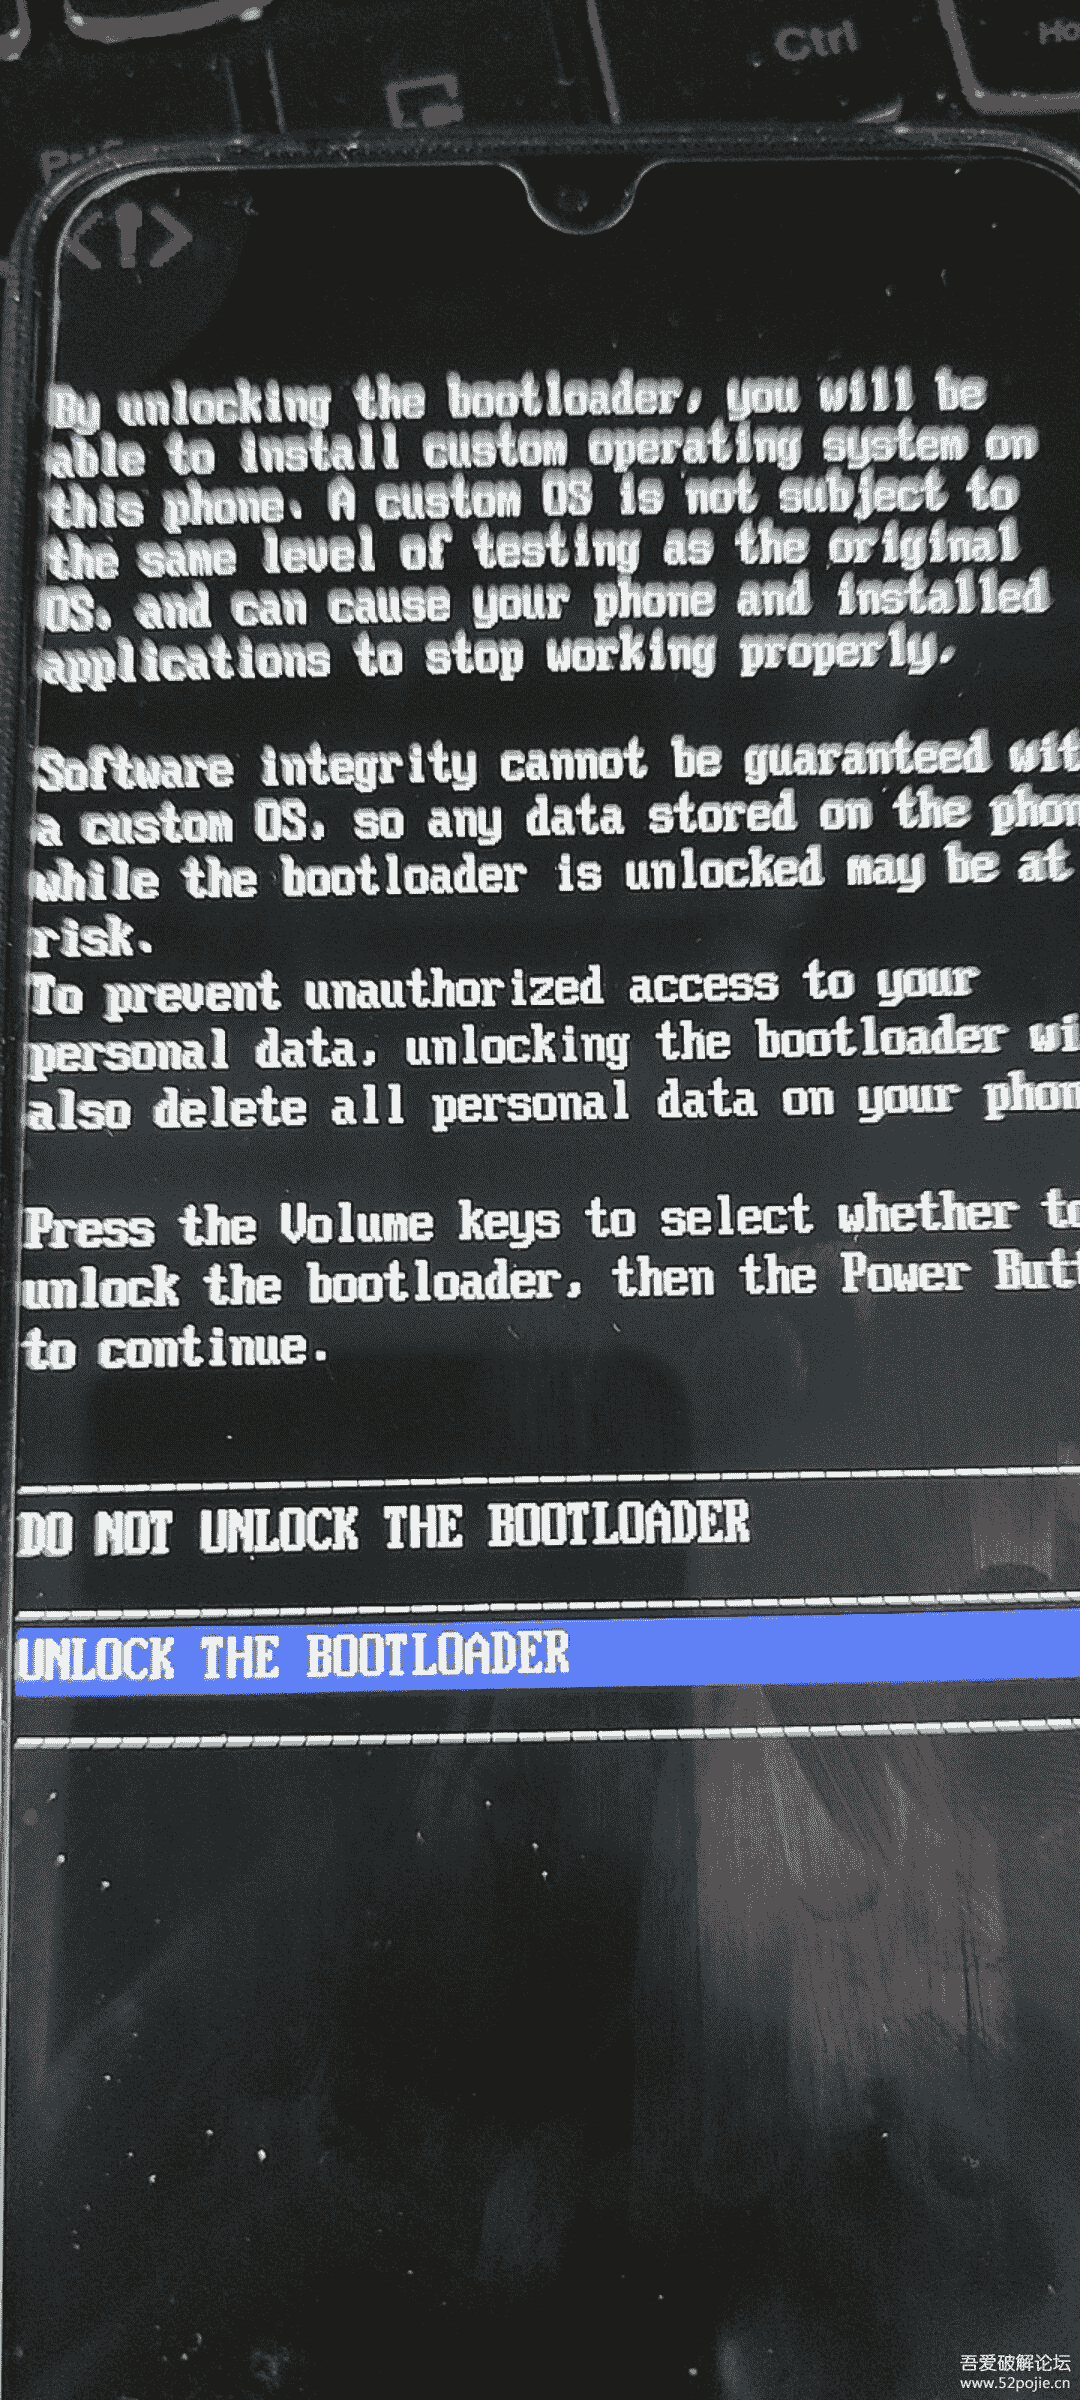 Ctrl
<!>
By unlocking the bootloader, you will be
able to install custom operating system on
this phone. A custom OS is not subject to
the same level of testing as the original
OS, and can cause your phone and installed
applications to stop working properly.
Software integrity cannot be guaranteed wit
a custom OS, so any data stored on the phon
while the bootloader is unlocked may be at
risk.
To prevent unauthorized access to your
personal data, unlocking the bootloader wi
also delete all personal data on your phon
Press the Volume keys to select whether to
unlock the bootloader, then the Power Butt
to continue.
DO NOT UNLOCK THE BOOTLOADER
UNLOCK THE BOOTLOADER
吾爱破解论坛
www.52pojie.cn